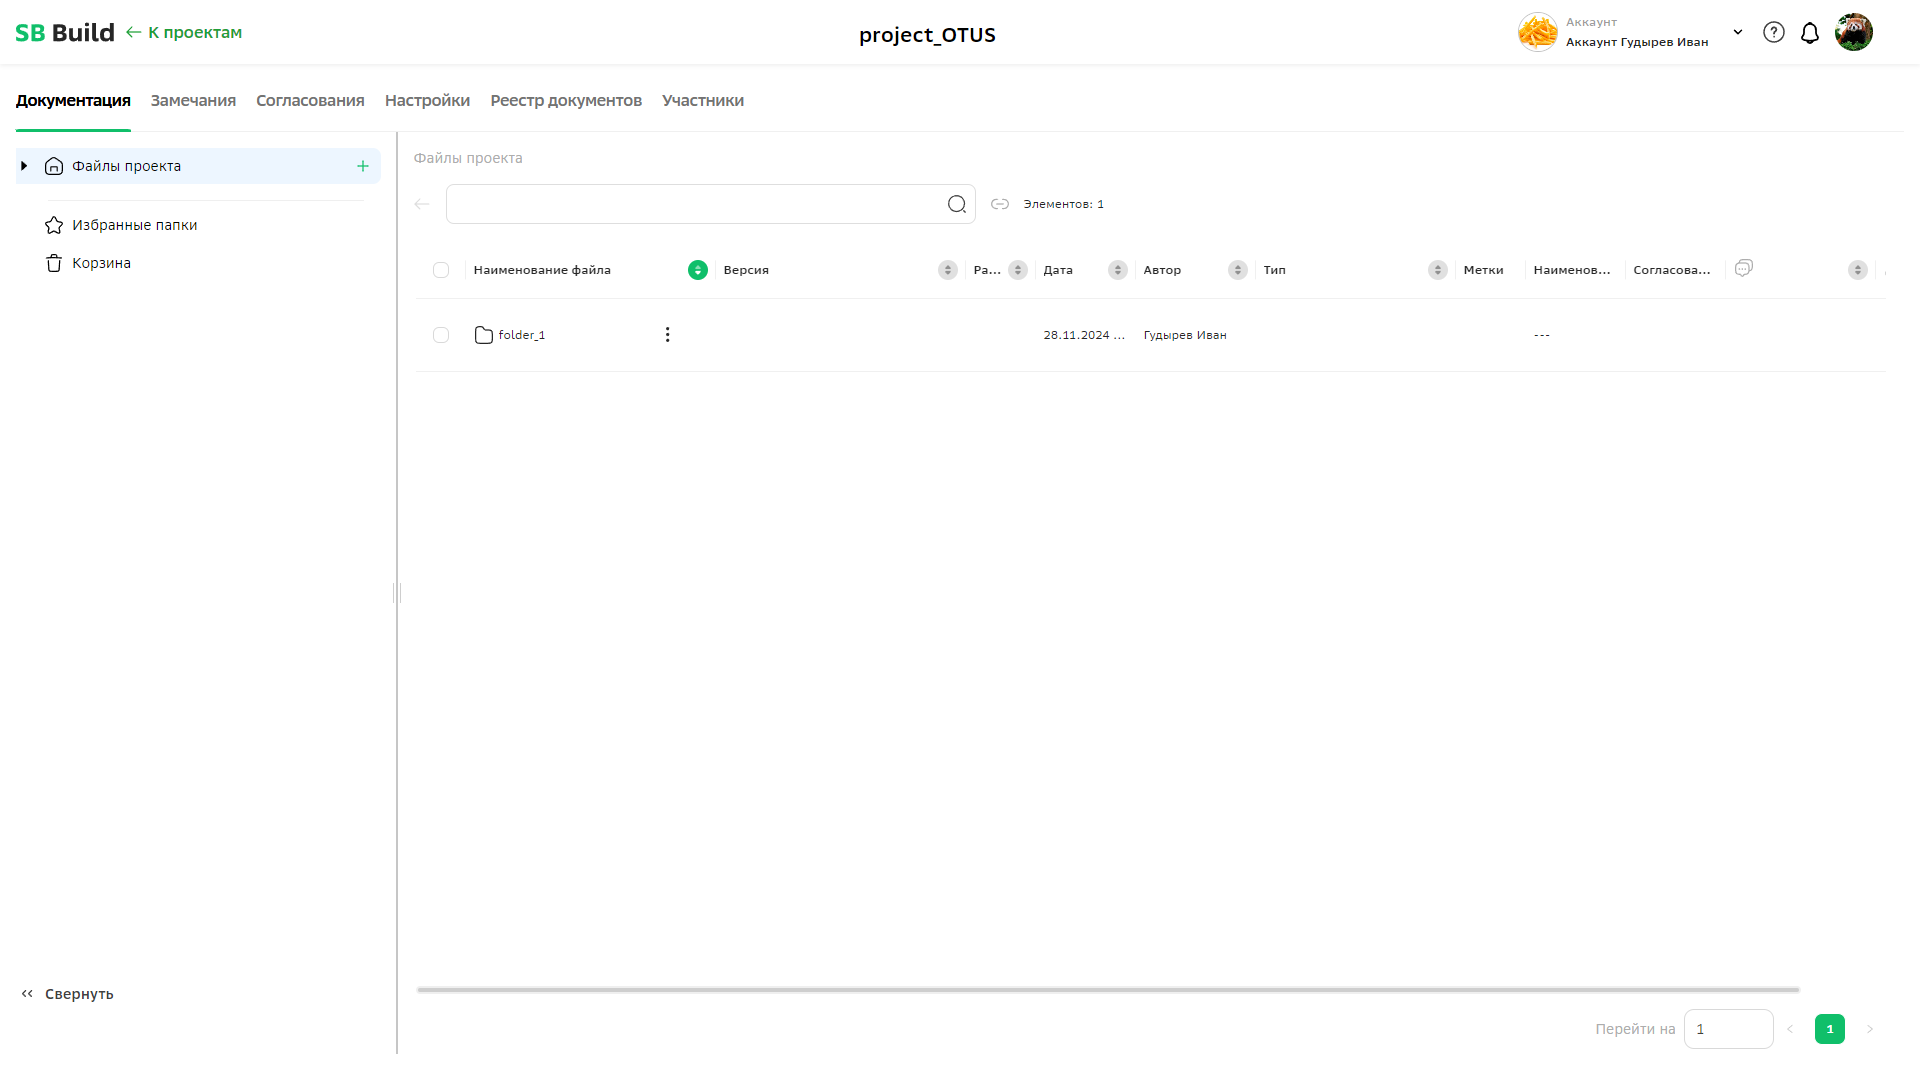 SB Build
К проектам
project_OTUS
Аккаунт
Аккаунт Гудырев Иван
Документация
Замечания
Согласования
Настройки
Реестр документов
Участники
Файлы проекта
Избранные папки
Корзина
Файлы проекта
Элементов: 1
Наименование файла
Версия
Ра...
Дата
Автор
Тип
Метки
Наименов...
Согласова...
folder_1
28.11.2024 ...
Гудырев Иван
---
Свернуть
Перейти на
1
1